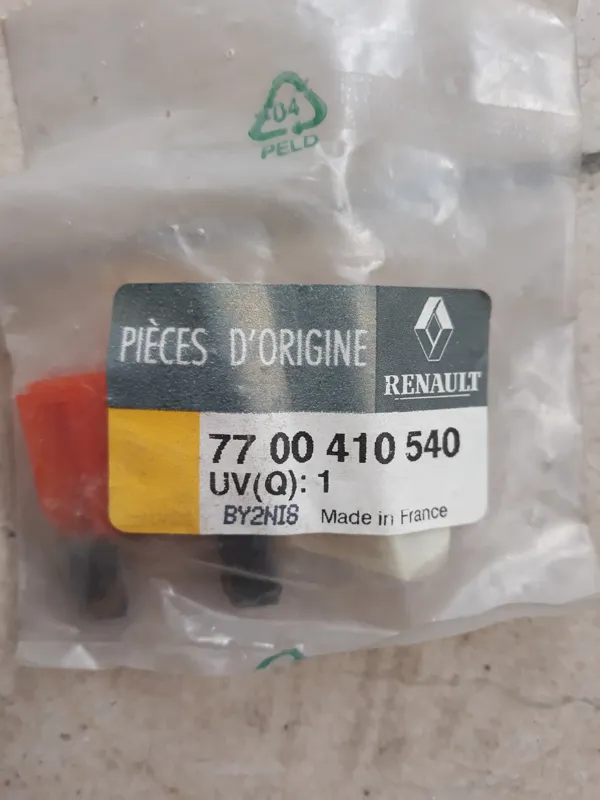 04
PELD
PIÈCES D'ORIGINE
RENAULT
77 00 410 540
UV(Q): 1
BY2NI8 Made in France